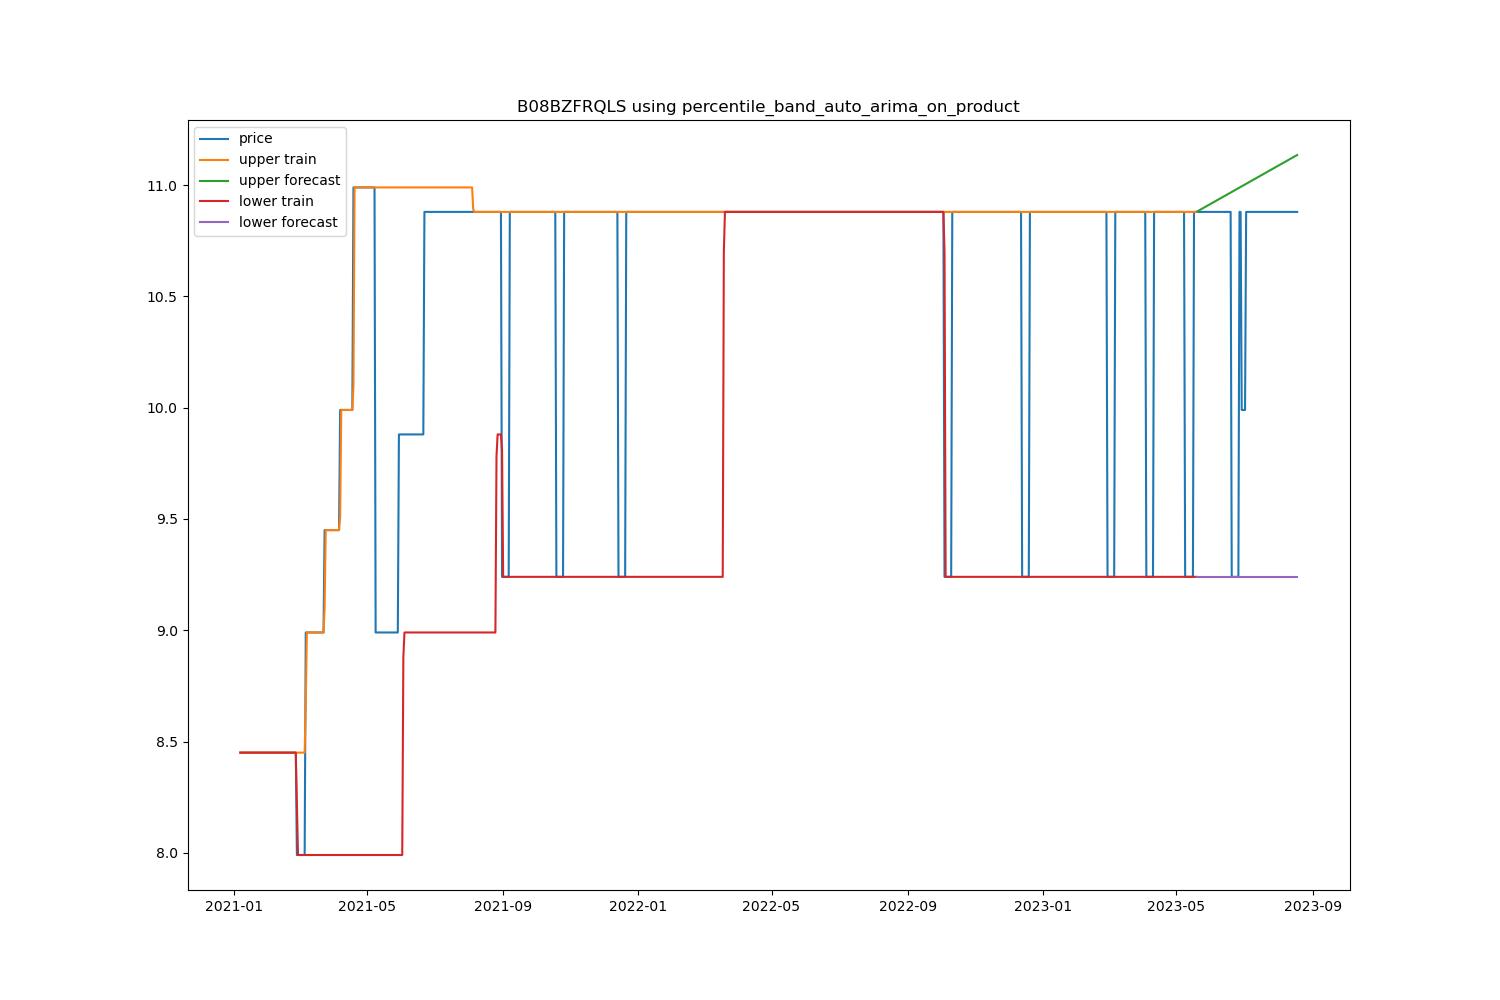 B08BZFRQLS using percentile_band_auto_arima_on_product
price
upper train
upper forecast
lower train
lower forecast
11.0
10.5
10.0
9.5
9.0
8.5
8.0
2021-01 2021-05 2021-09 2022-01 2022-05 2022-09 2023-01 2023-05 2023-09